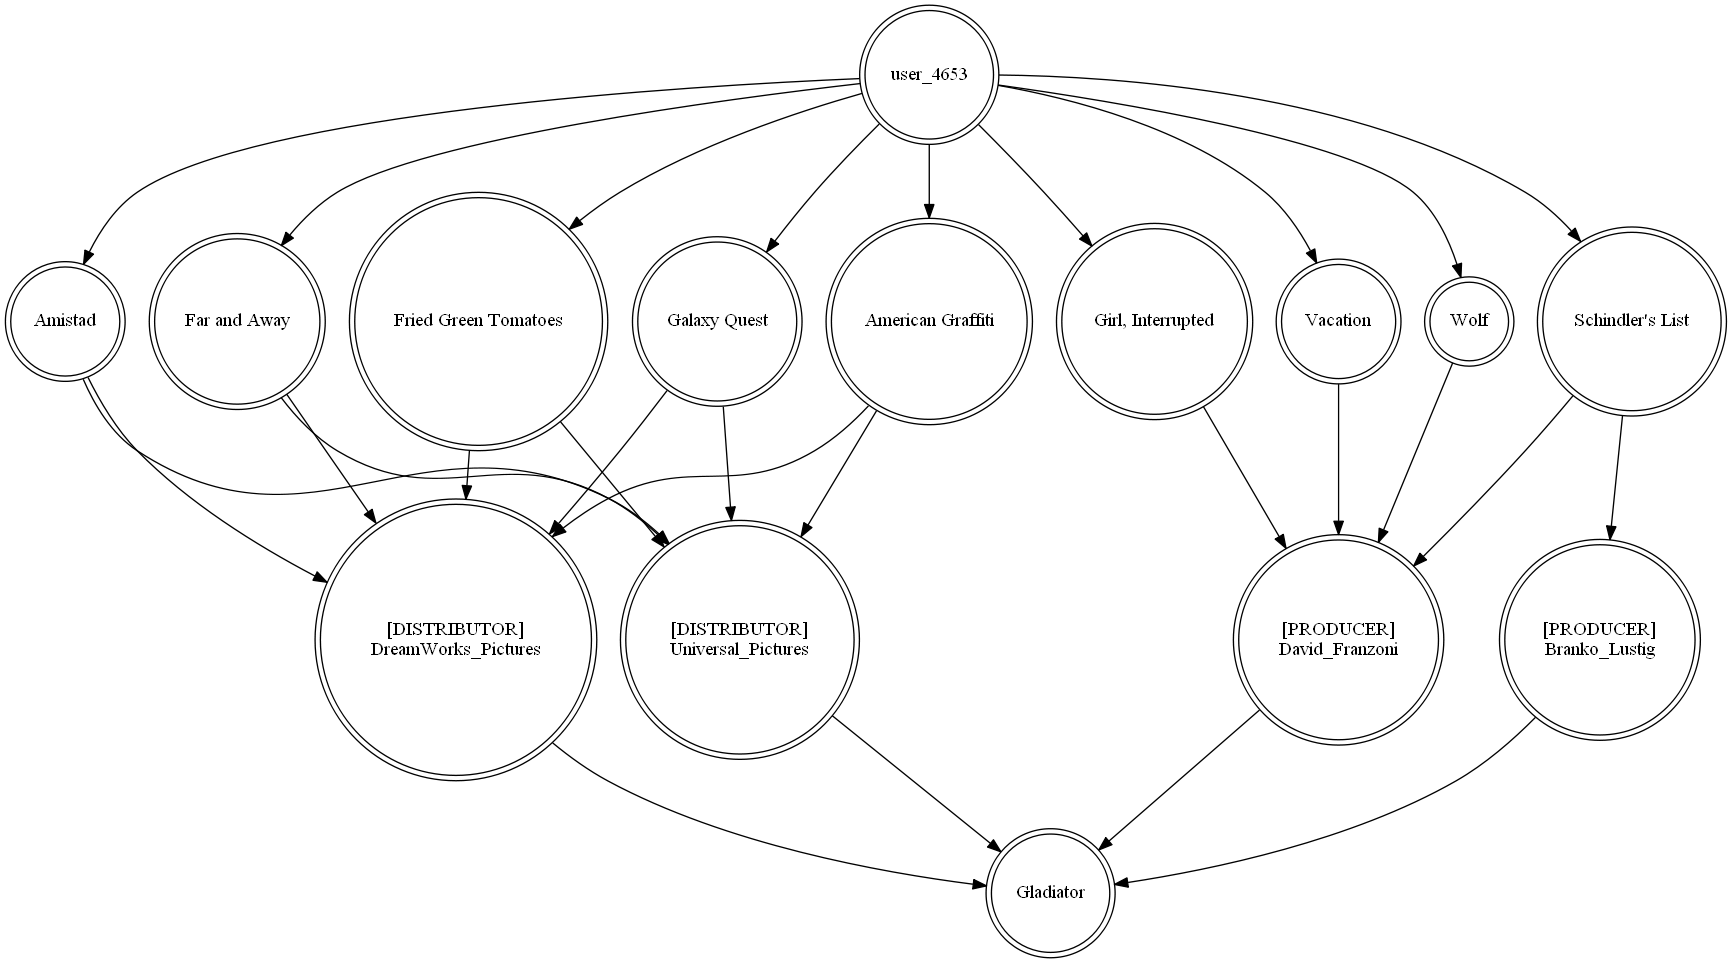 user_4653
Amistad
Far and Away
Fried Green Tomatoes
Galaxy Quest
American Graffiti
Girl, Interrupted
Vacation
Wolf
Schindler's List
[DISTRIBUTOR]
DreamWorks_Pictures
[DISTRIBUTOR]
Universal_Pictures
[PRODUCER]
David_Franzoni
[PRODUCER]
Branko_Lustig
Gladiator